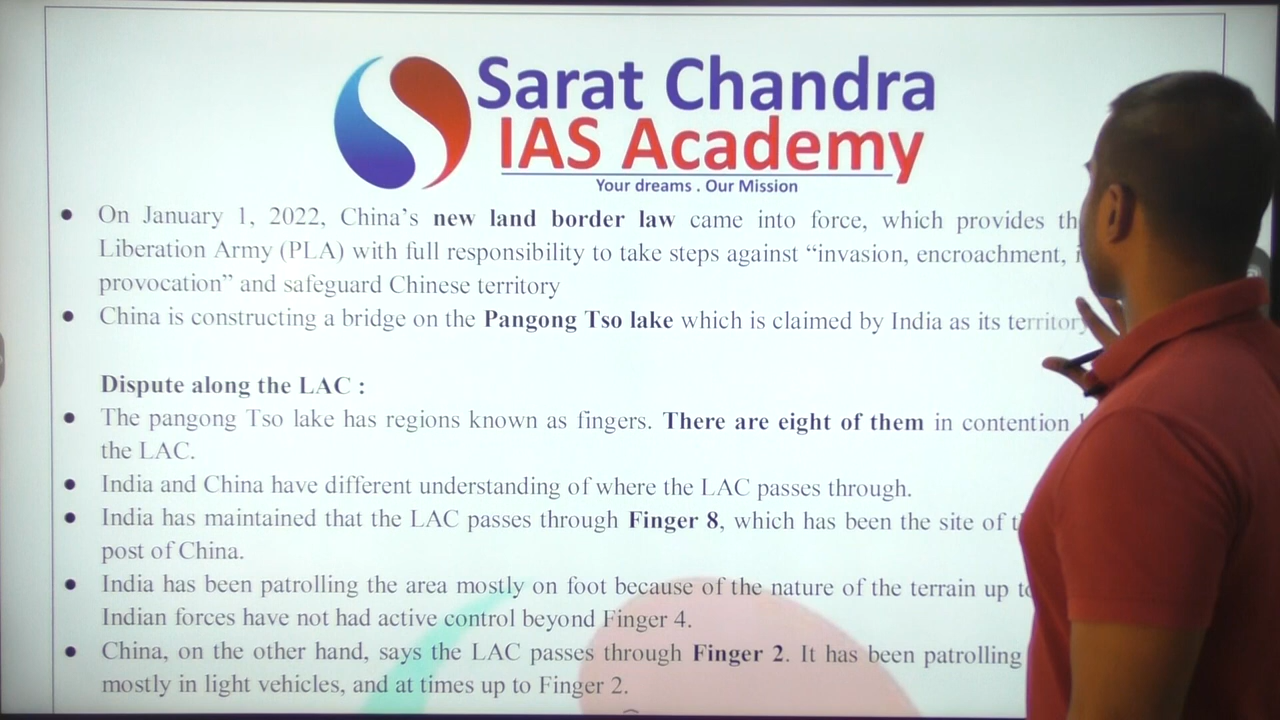 Sarat Chandra
IAS Academy
Your dreams . Our Mission
● On January 1, 2022, China's new land border law came into force, which provides
Liberation Army (PLA) with full responsibility to take steps against “invasion, encroachment,
provocation” and safeguard Chinese territory
● China is constructing a bridge on the Pangong Tso lake which is claimed by India as its territory
Dispute along the LAC :
● The pangong Tso lake has regions known as fingers. There are eight of them in contention
the LAC.
● India and China have different understanding of where the LAC passes through.
● India has maintained that the LAC passes through Finger 8, which has been the site of
post of China.
● India has been patrolling the area mostly on foot because of the nature of the terrain up
Indian forces have not had active control beyond Finger 4.
● China, on the other hand, says the LAC passes through Finger 2. It has been patrolling
mostly in light vehicles, and at times up to Finger 2.